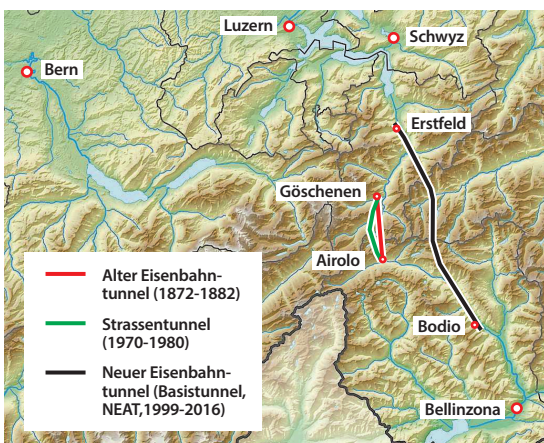 Luzern
Schwyz
Bern
Erstfeld
Göschenen
Airolo
Alter Eisenbahn-
tunnel (1872-1882)
Strassentunnel
(1970-1980)
Bodio
Neuer Eisenbahn-
tunnel (Basistunnel,
NEAT,1999-2016)
Bellinzona